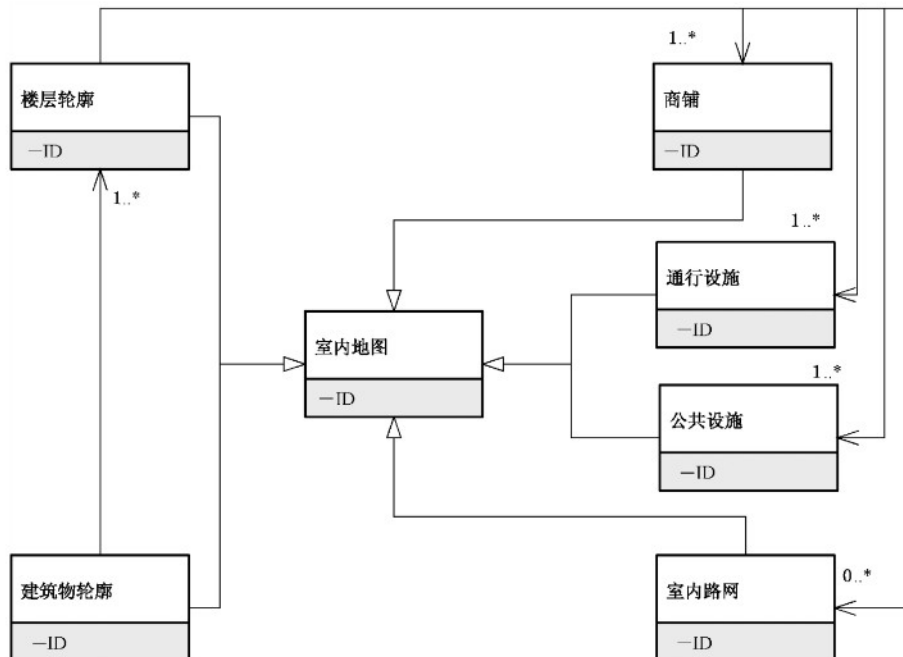 1..*
楼层轮廓
—ID
商铺
—ID
1..*
1..*
通行设施
—ID
室内地图
—ID
1..*
公共设施
—ID
建筑物轮廓
—ID
室内路网
—ID
0..*